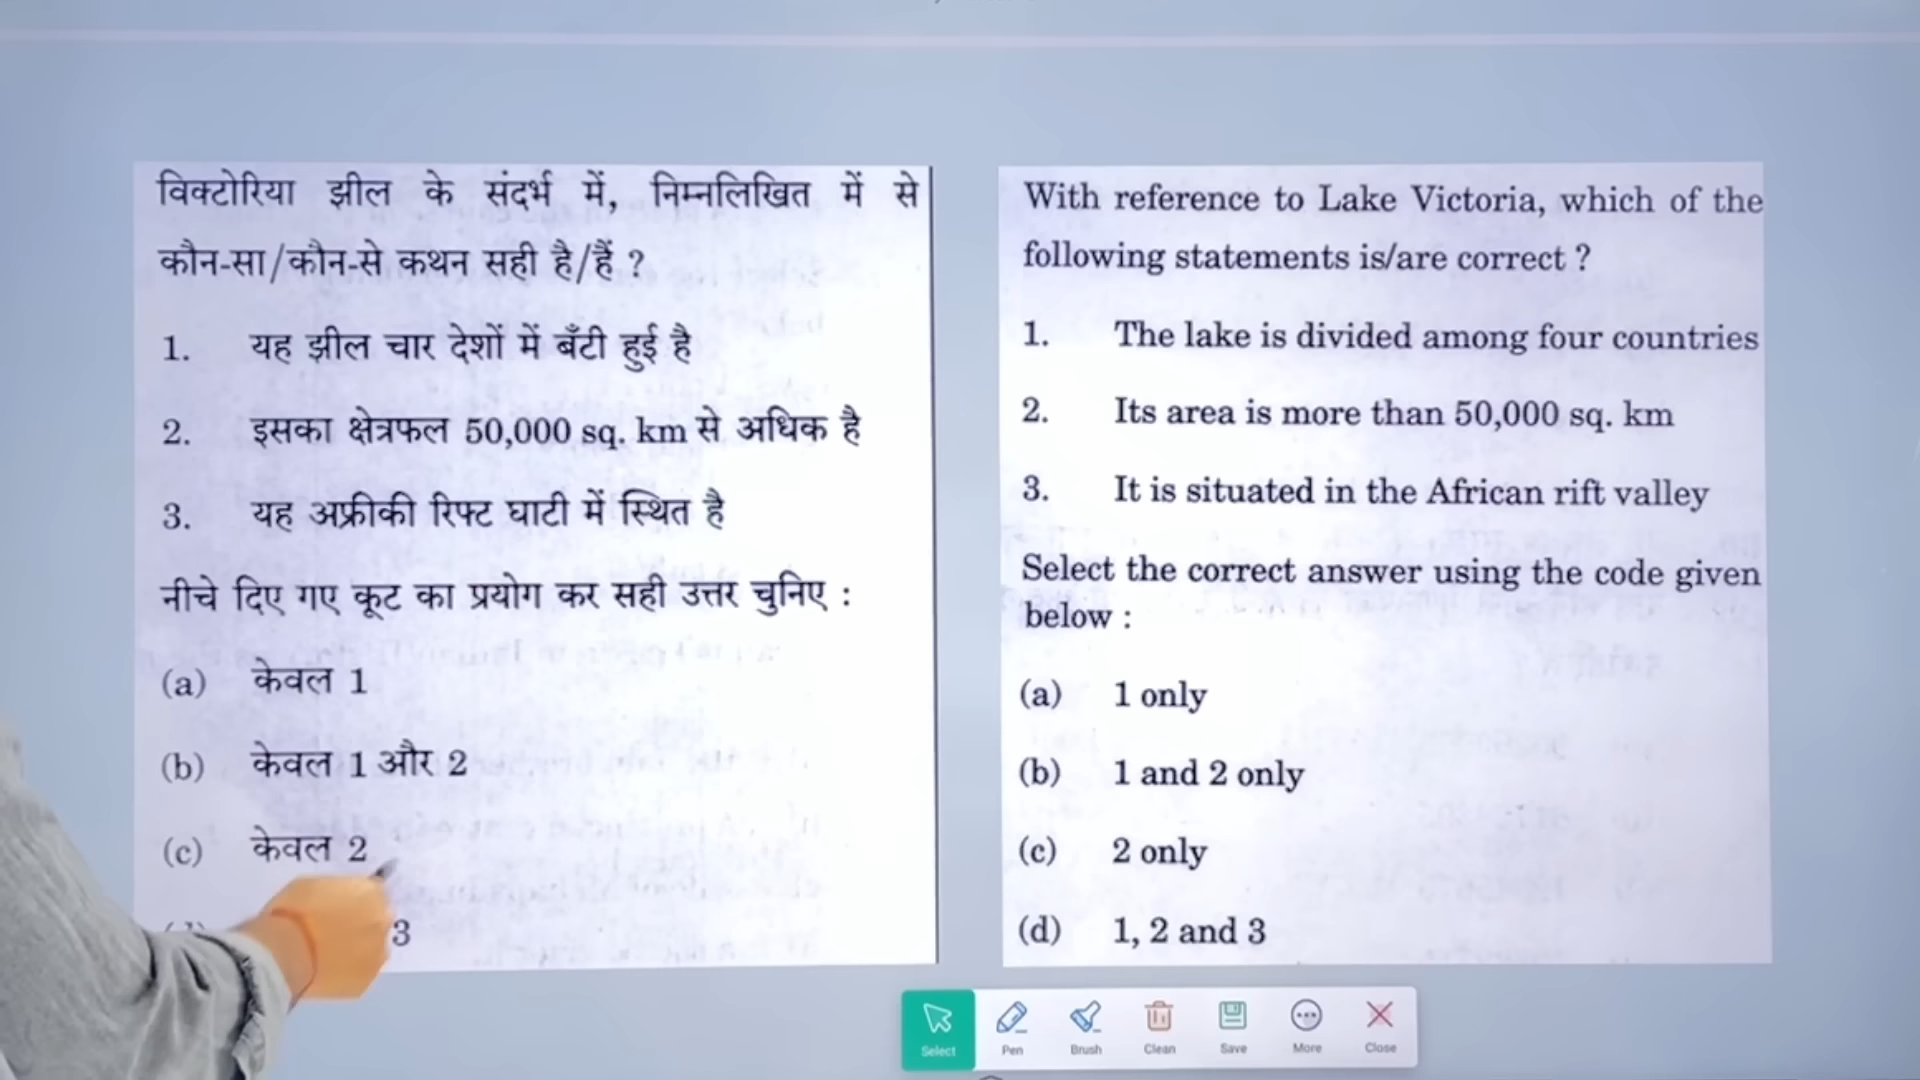 विक्टोरिया झील के संदर्भ में, निम्नलिखित में से
कौन-सा/कौन-से कथन सही है/हैं ?
1. यह झील चार देशों में बँटी हुई है
2. इसका क्षेत्रफल 50,000 sq. km से अधिक है
3. यह अफ्रीकी रिफ्ट घाटी में स्थित है
नीचे दिए गए कूट का प्रयोग कर सही उत्तर चुनिए :
(a) केवल 1
(b) केवल 1 और 2
(c) केवल 2
3
With reference to Lake Victoria, which of the
following statements is/are correct ?
1. The lake is divided among four countries
2. Its area is more than 50,000 sq. km
3. It is situated in the African rift valley
Select the correct answer using the code given
below :
(a) 1 only
(b) 1 and 2 only
(c) 2 only
(d) 1, 2 and 3
Select Pen Brush Clean Save More Close